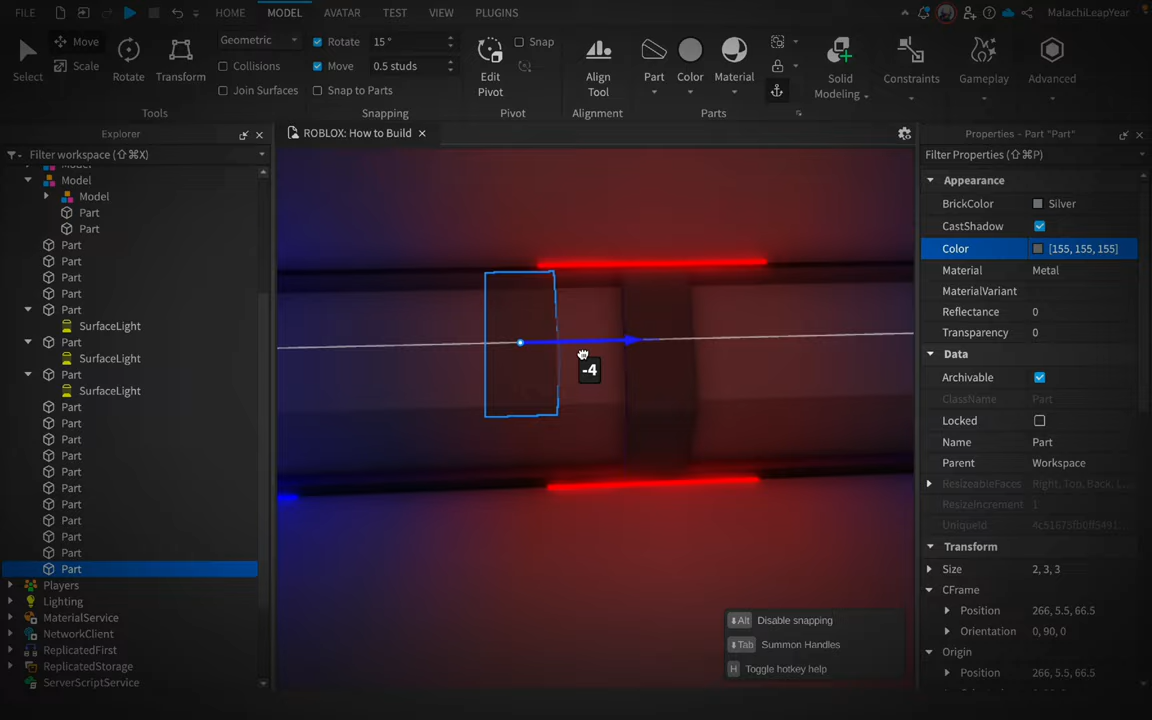 FILE
HOME
MODEL
AVATAR
TEST
VIEW
PLUGINS
MalachiLeapYear
Select
Move
Scale
Rotate
Transform
Geometric
Collisions
Join Surfaces
Tools
Rotate
15 °
Move
0.5 studs
Snap to Parts
Snapping
Edit
Pivot
Snap
Pivot
Align
Tool
Alignment
Part
Color
Material
Parts
Solid
Modeling
Constraints
Gameplay
Advanced
Explorer
Filter workspace (⇧⌘X)
Model
Model
Part
Part
Part
Part
Part
Part
Part
SurfaceLight
Part
SurfaceLight
Part
SurfaceLight
Part
Part
Part
Part
Part
Part
Part
Part
Part
Part
Part
Players
Lighting
MaterialService
NetworkClient
ReplicatedFirst
ReplicatedStorage
ServerScriptService
ROBLOX: How to Build
-4
Alt Disable snapping
Tab Summon Handles
H Toggle hotkey help
Properties - Part "Part"
Filter Properties (⇧⌘P)
Appearance
BrickColor Silver
CastShadow
Color [155, 155, 155]
Material Metal
MaterialVariant
Reflectance 0
Transparency 0
Data
Archivable
ClassName Part
Locked
Name Part
Parent Workspace
ResizeableFaces Right, Top, Back, L...
ResizeIncrement 1
UniqueId
Transform
Size 2, 3, 3
CFrame
Position 266, 5.5, 66.5
Orientation 0, 90, 0
Origin
Position 266, 5.5, 66.5